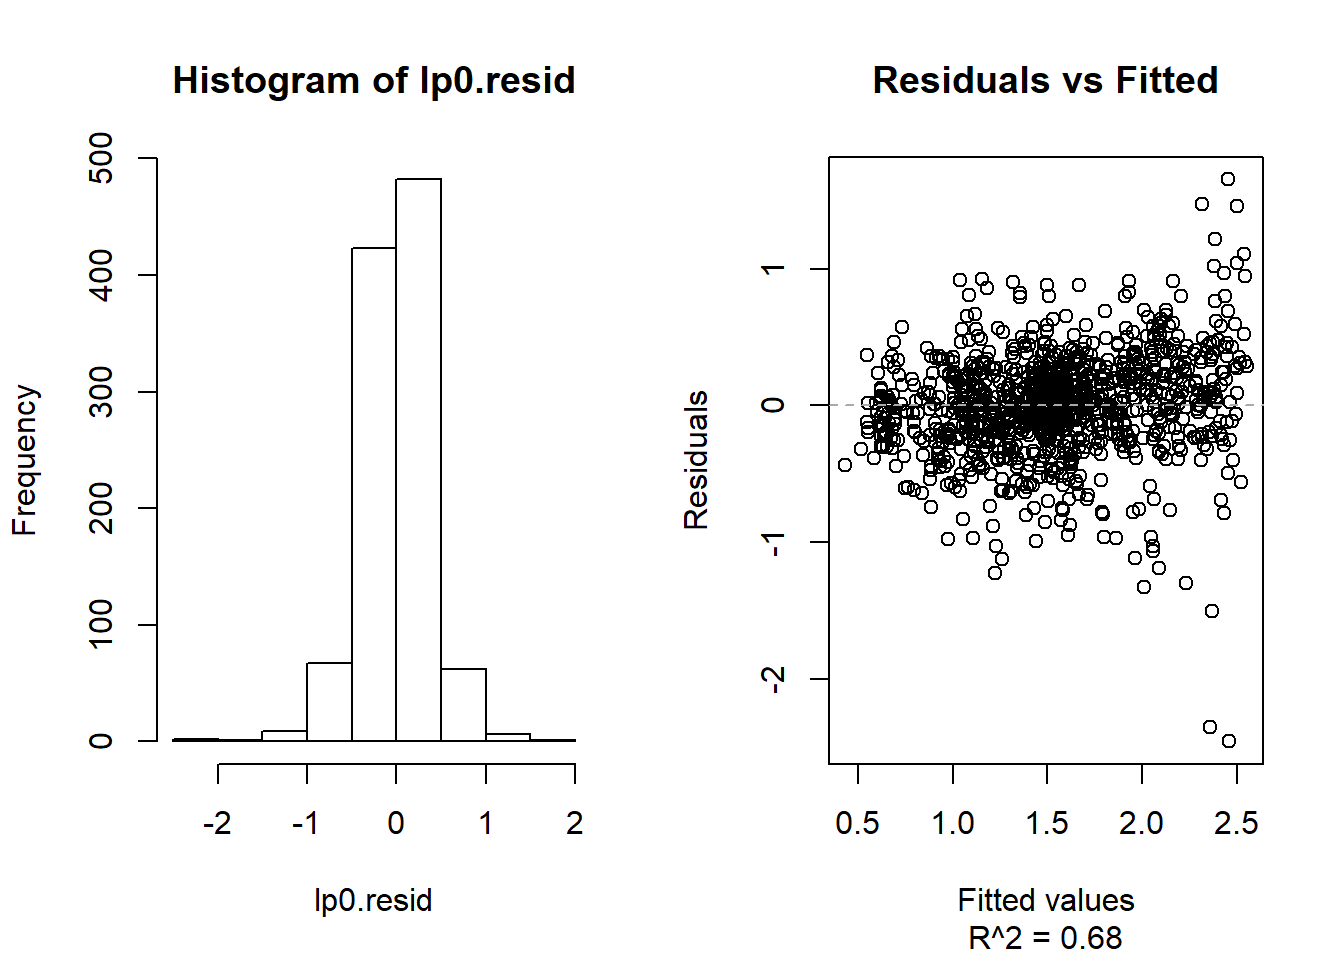 Histogram of lp0.resid
Frequency
0
100
200
300
400
500
-2
-1
0
1
2
lp0.resid
Residuals vs Fitted
Residuals
-2
-1
0
1
0.5
1.0
1.5
2.0
2.5
Fitted values
R^2 = 0.68